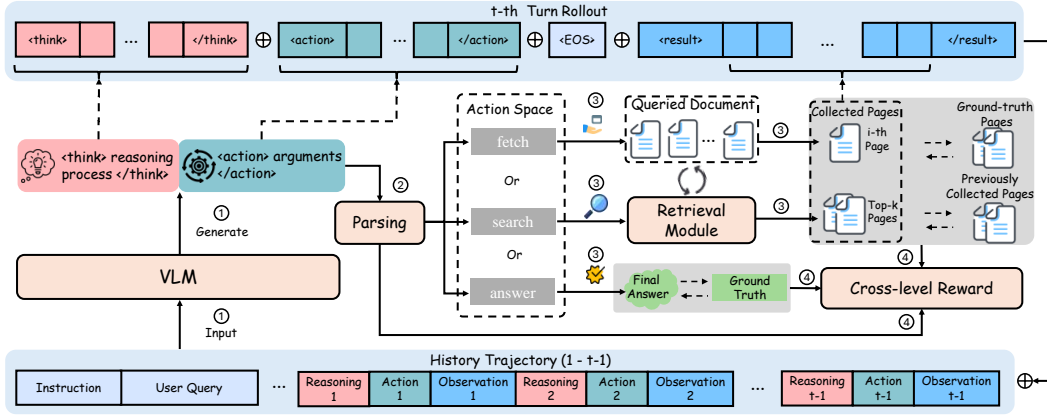 t-th Turn Rollout
<think> ... </think> ⊕ <action> ... </action> ⊕ <EOS> ⊕ <result> ... </result>
<think> reasoning
process </think>
<action> arguments
</action>
① Generate
VLM
① Input
②
Parsing
Action Space
fetch
Or
search
Or
answer
③
③
③
Queried Document
...
Retrieval
Module
③
③
Collected Pages
i-th
Page
Top-k
Pages
Ground-truth
Pages
Previously
Collected Pages
Final
Answer
Ground
Truth
④
④
④
Cross-level Reward
History Trajectory (1 - t-1)
Instruction
User Query
...
Reasoning
1
Action
1
Observation
1
Reasoning
2
Action
2
Observation
2
...
Reasoning
t-1
Action
t-1
Observation
t-1
⊕